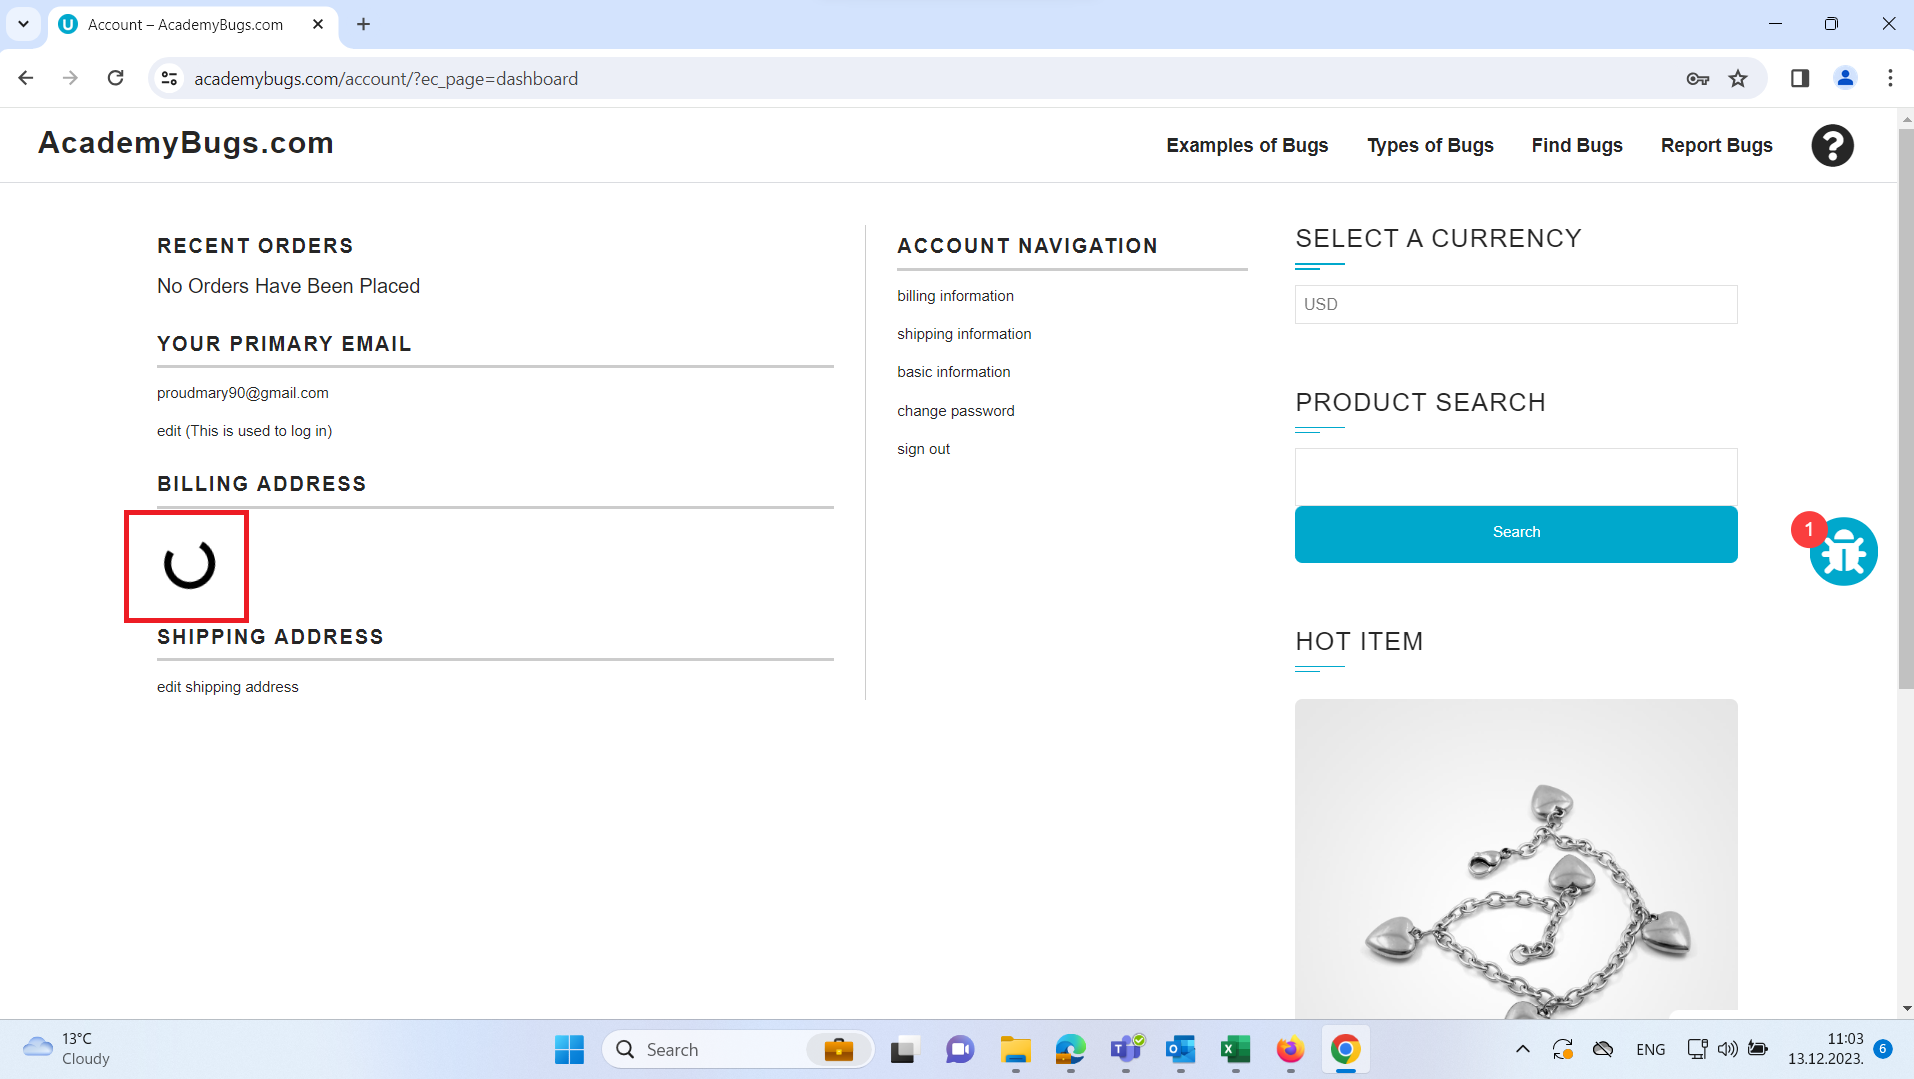 Account – AcademyBugs.com
academybugs.com/account/?ec_page=dashboard
AcademyBugs.com
Examples of Bugs
Types of Bugs
Find Bugs
Report Bugs
?
RECENT ORDERS
No Orders Have Been Placed
YOUR PRIMARY EMAIL
proudmary90@gmail.com
edit (This is used to log in)
BILLING ADDRESS
SHIPPING ADDRESS
edit shipping address
ACCOUNT NAVIGATION
billing information
shipping information
basic information
change password
sign out
SELECT A CURRENCY
USD
PRODUCT SEARCH
Search
1
HOT ITEM
13°C
Cloudy
Search
ENG
11:03
13.12.2023.
6